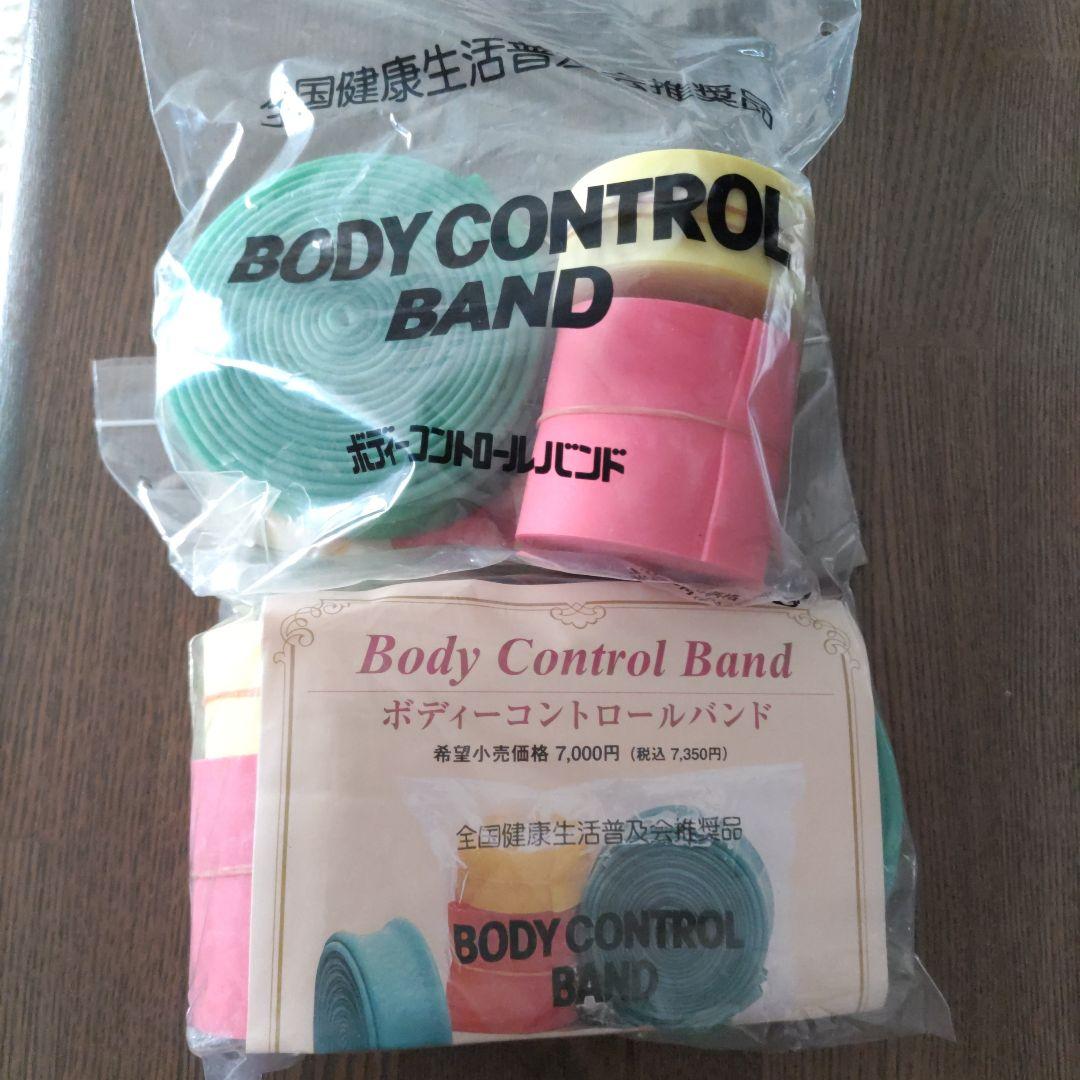 全国健康生活普及会推奨品
BODY CONTROL
BAND
ボディーコントロールバンド
Body Control Band
ボディーコントロールバンド
希望小売価格 7,000円 (税込 7,350円)
全国健康生活普及会推奨品
BODY CONTROL
BAND